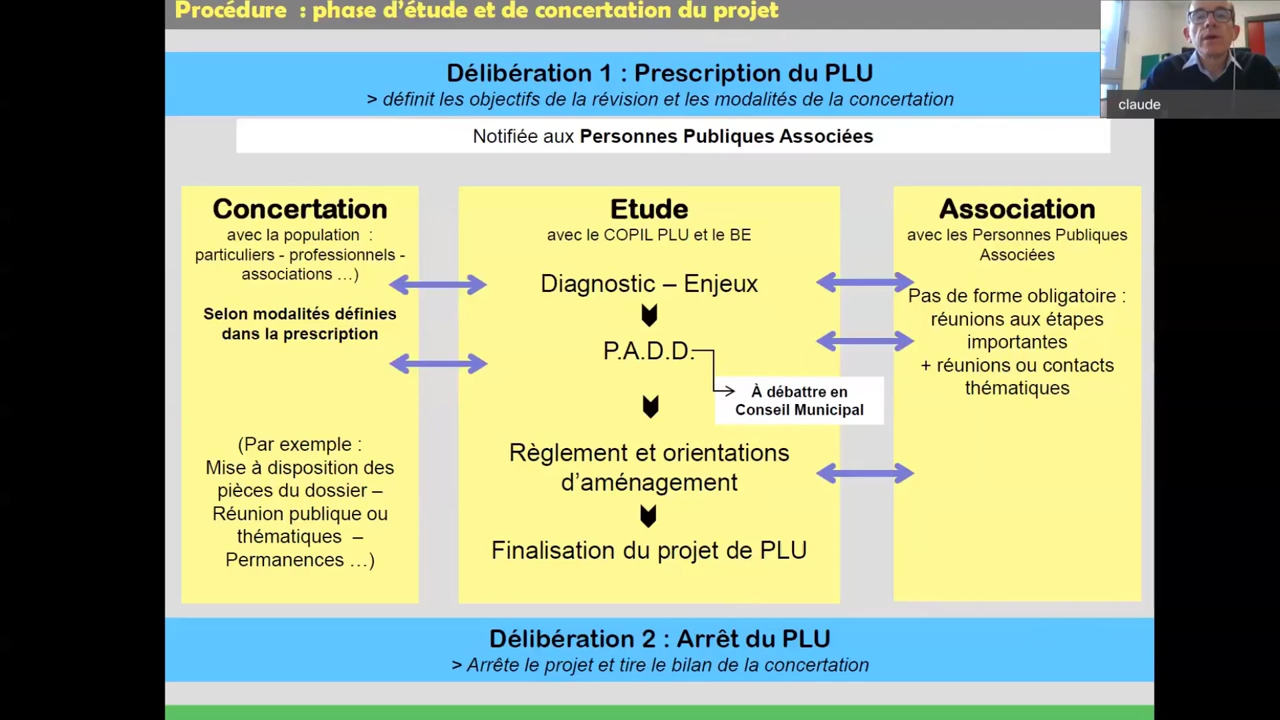 Procédure : phase d'étude et de concertation du projet
claude
Délibération 1 : Prescription du PLU
> définit les objectifs de la révision et les modalités de la concertation
Notifiée aux Personnes Publiques Associées
Concertation
avec la population :
particuliers - professionnels -
associations …)
Selon modalités définies
dans la prescription
(Par exemple :
Mise à disposition des
pièces du dossier –
Réunion publique ou
thématiques –
Permanences …)
Etude
avec le COPIL PLU et le BE
Diagnostic – Enjeux
P.A.D.D.
À débattre en
Conseil Municipal
Règlement et orientations
d'aménagement
Finalisation du projet de PLU
Association
avec les Personnes Publiques
Associées
Pas de forme obligatoire :
réunions aux étapes
importantes
+ réunions ou contacts
thématiques
Délibération 2 : Arrêt du PLU
> Arrête le projet et tire le bilan de la concertation